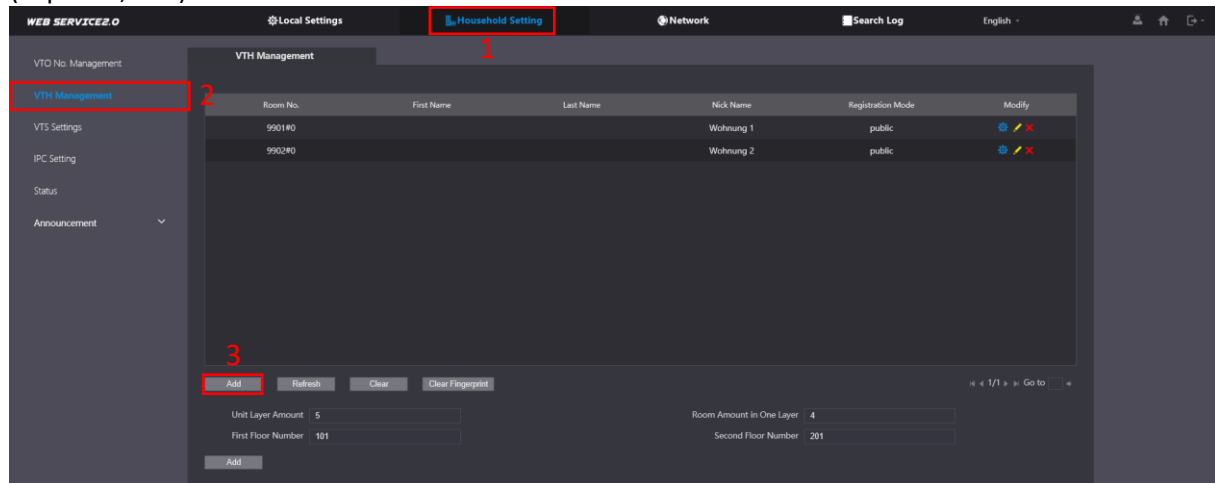 WEB SERVICE2.0 Local Settings Household Setting Network Search Log English
1
VTO No. Management
VTH Management
VTH Management
2
VTS Settings
IPC Setting
Status
Announcement
Room No. First Name Last Name Nick Name Registration Mode Modify
9901#0 Wohnung 1 public
9902#0 Wohnung 2 public
3
Add Refresh Clear Clear Fingerprint 1/1 Go to
Unit Layer Amount 5 Room Amount in One Layer 4
First Floor Number 101 Second Floor Number 201
Add